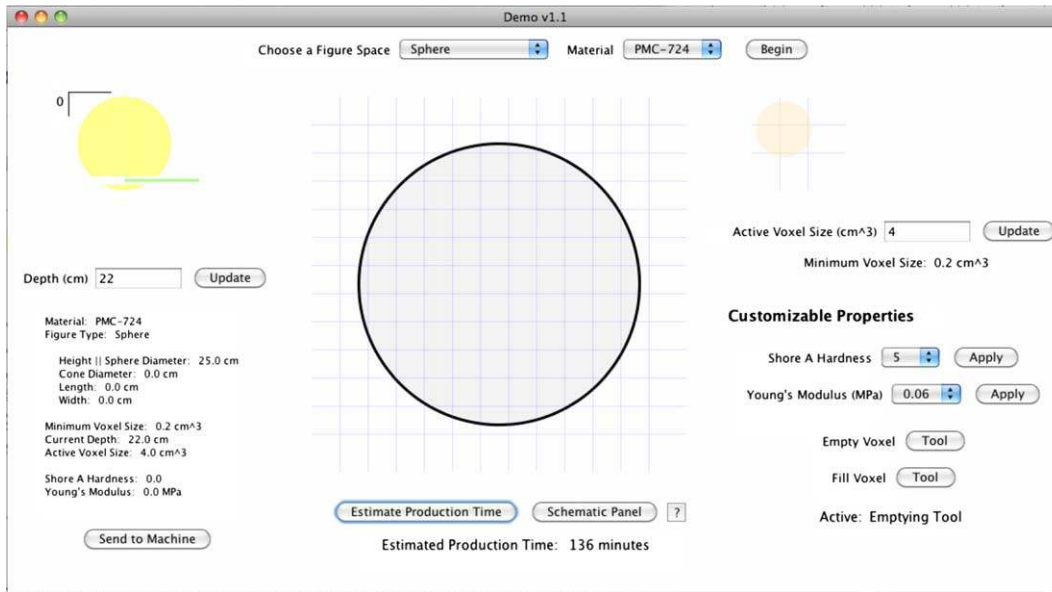 Demo v1.1
Choose a Figure Space Sphere Material PMC-724 Begin
0
Active Voxel Size (cm^3) 4 Update
Minimum Voxel Size: 0.2 cm^3
Depth (cm) 22 Update
Material: PMC-724
Figure Type: Sphere
Height || Sphere Diameter: 25.0 cm
Cone Diameter: 0.0 cm
Length: 0.0 cm
Width: 0.0 cm
Minimum Voxel Size: 0.2 cm^3
Current Depth: 22.0 cm
Active Voxel Size: 4.0 cm^3
Shore A Hardness: 0.0
Young's Modulus: 0.0 MPa
Send to Machine
Customizable Properties
Shore A Hardness 5 Apply
Young's Modulus (MPa) 0.06 Apply
Empty Voxel Tool
Fill Voxel Tool
Active: Emptying Tool
Estimate Production Time Schematic Panel ?
Estimated Production Time: 136 minutes